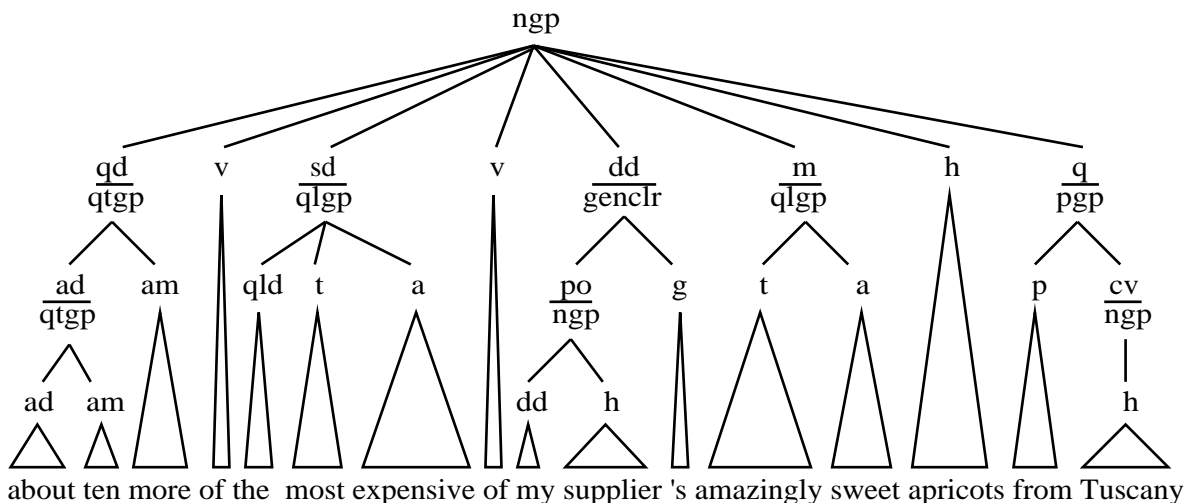 ngp
qd v sd v dd m h q
qtgp qlgp genclr qlgp pgp
ad am qld t a po g t a p cv
qtgp ngp ngp
ad am dd h h
about ten more of the most expensive of my supplier 's amazingly sweet apricots from Tuscany